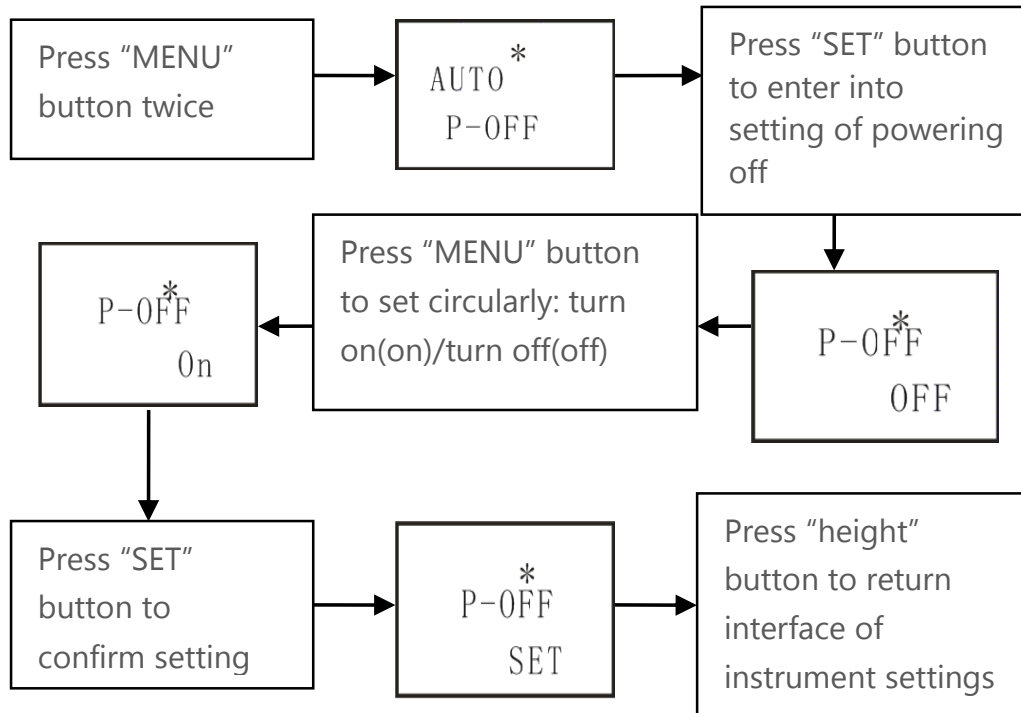 Press “MENU”
button twice
*
AUTO
P-OFF
Press “SET” button
to enter into
setting of powering
off
*
P-OFF
OFF
Press “MENU” button
to set circularly: turn
on(on)/turn off(off)
*
P-OFF
On
Press “SET”
button to
confirm setting
*
P-OFF
SET
Press “height”
button to return
interface of
instrument settings